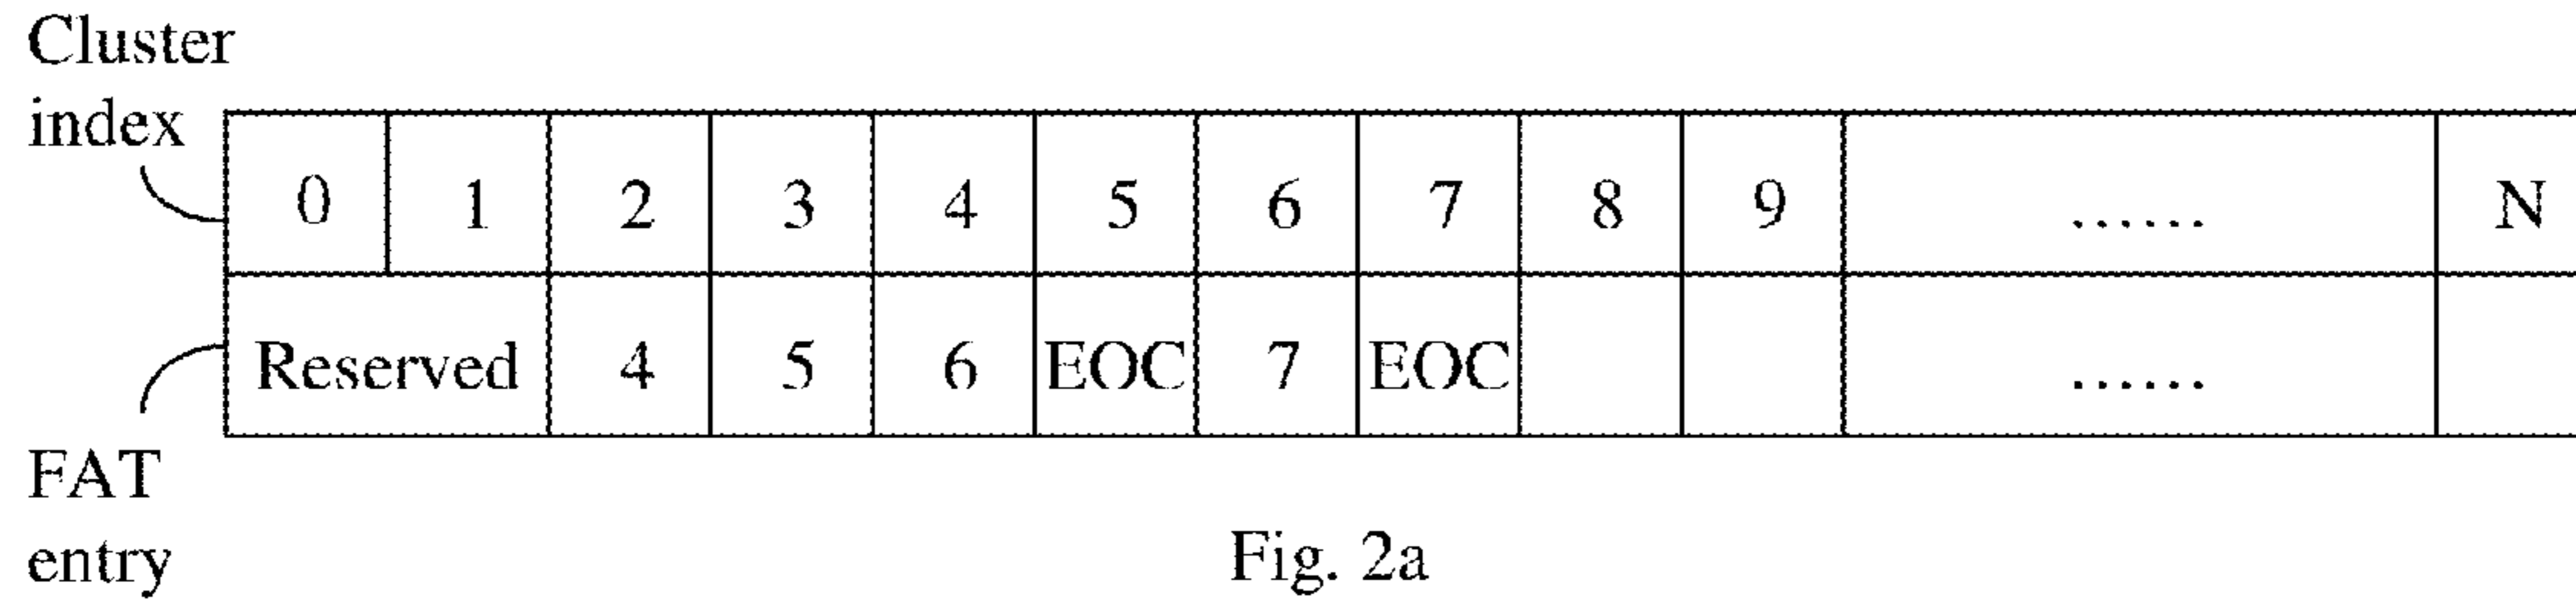 Cluster
index
0 1 2 3 4 5 6 7 8 9 ...... N
Reserved 4 5 6 EOC 7 EOC ......
FAT
entry
Fig. 2a